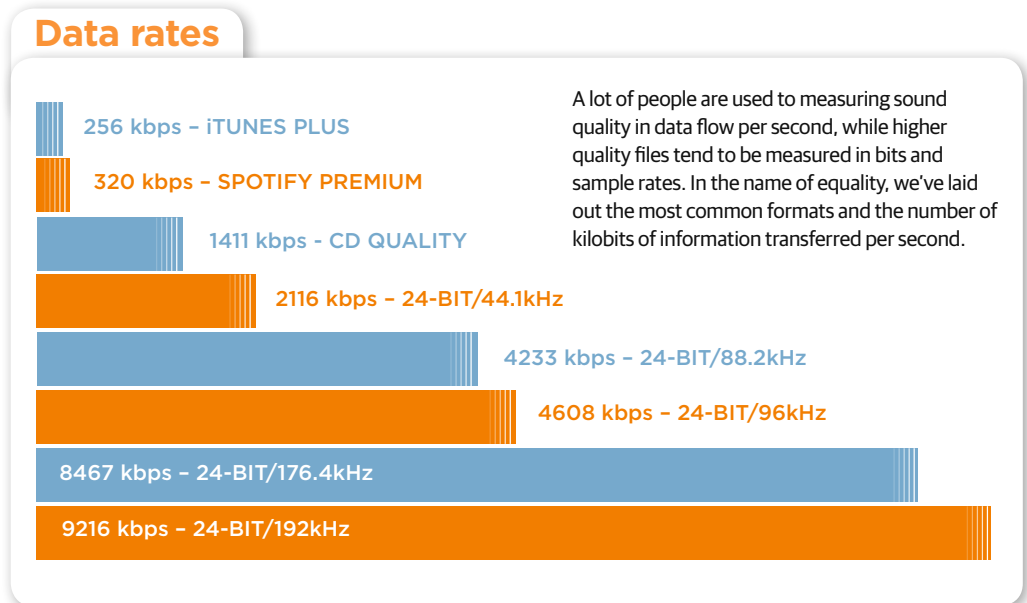 Data rates
A lot of people are used to measuring sound
quality in data flow per second, while higher
quality files tend to be measured in bits and
sample rates. In the name of equality, we've laid
out the most common formats and the number of
kilobits of information transferred per second.
256 kbps – iTUNES PLUS
320 kbps – SPOTIFY PREMIUM
1411 kbps - CD QUALITY
2116 kbps – 24-BIT/44.1kHz
4233 kbps – 24-BIT/88.2kHz
4608 kbps – 24-BIT/96kHz
8467 kbps – 24-BIT/176.4kHz
9216 kbps – 24-BIT/192kHz